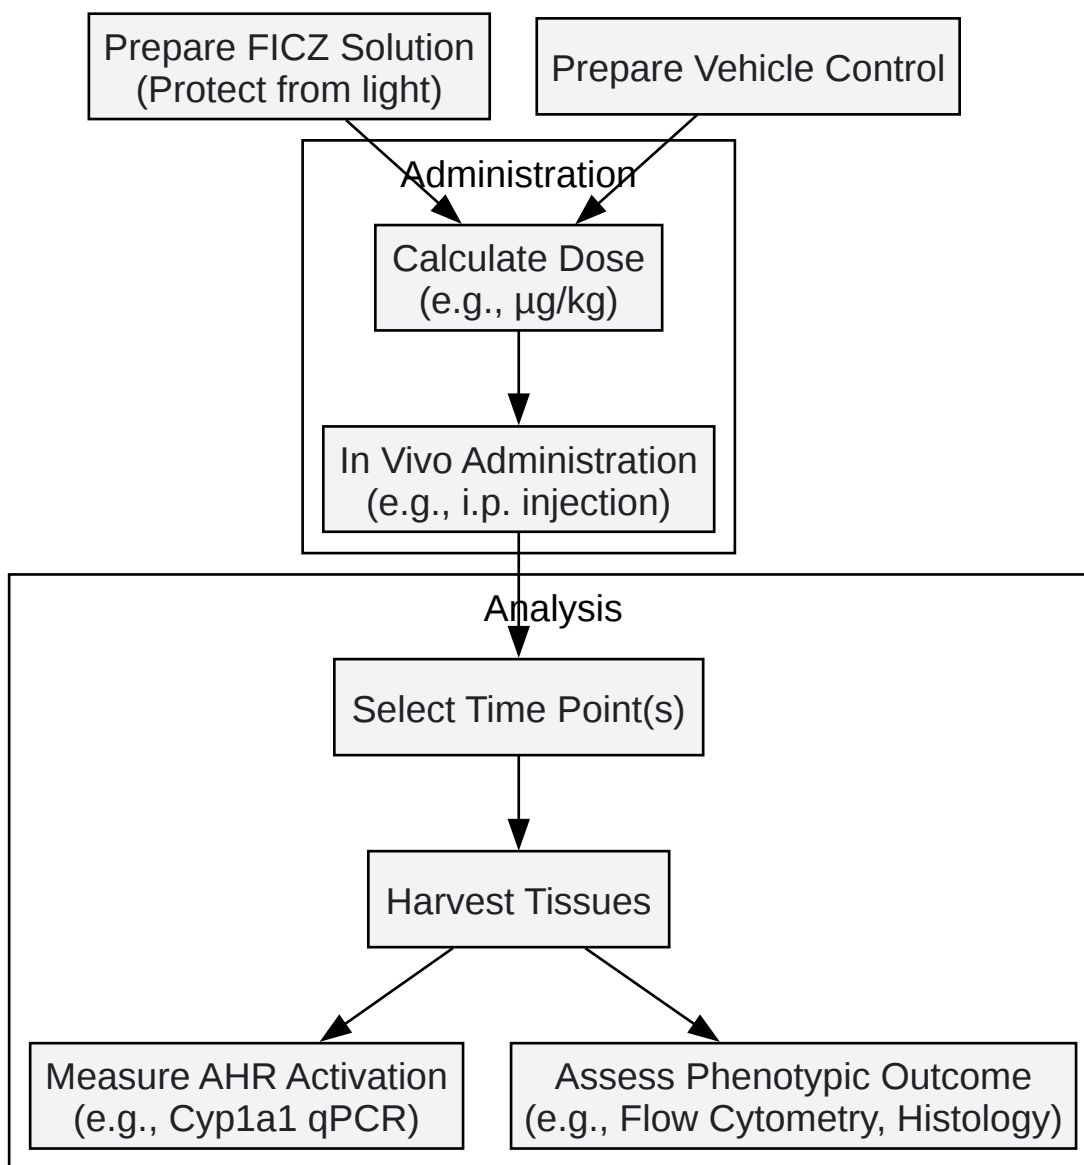 Prepare FICZ Solution
(Protect from light)
Prepare Vehicle Control
Administration
Calculate Dose
(e.g., µg/kg)
In Vivo Administration
(e.g., i.p. injection)
Analysis
Select Time Point(s)
Harvest Tissues
Measure AHR Activation
(e.g., Cyp1a1 qPCR)
Assess Phenotypic Outcome
(e.g., Flow Cytometry, Histology)